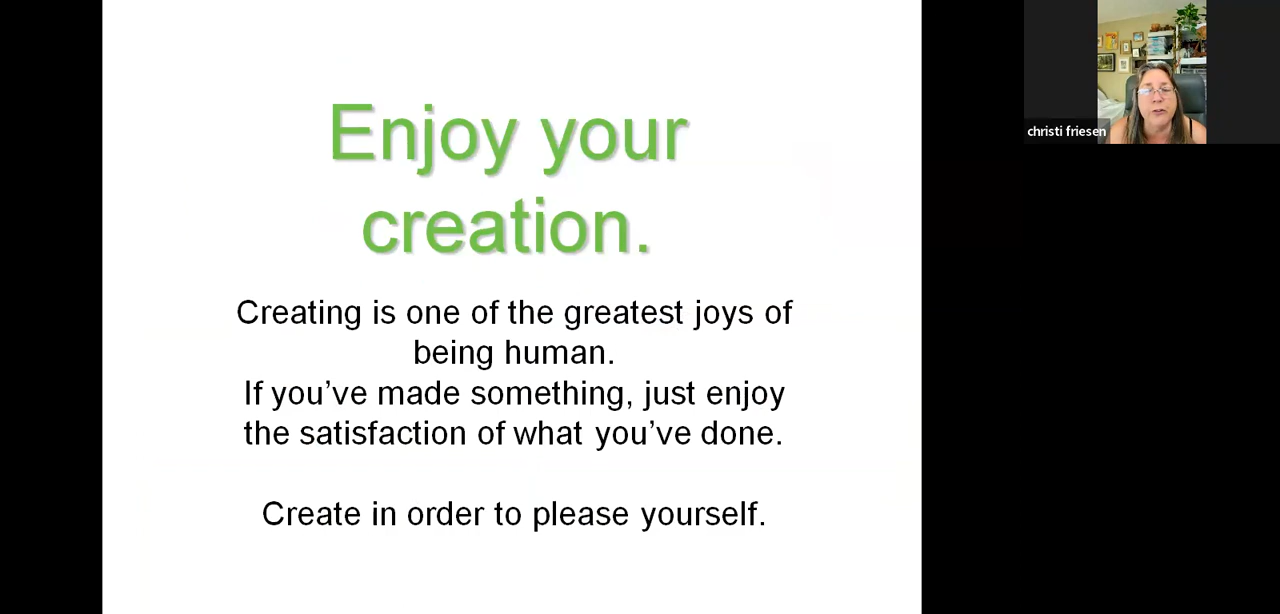 Enjoy your
creation.
Creating is one of the greatest joys of
being human.
If you’ve made something, just enjoy
the satisfaction of what you’ve done.
Create in order to please yourself.
christi friesen